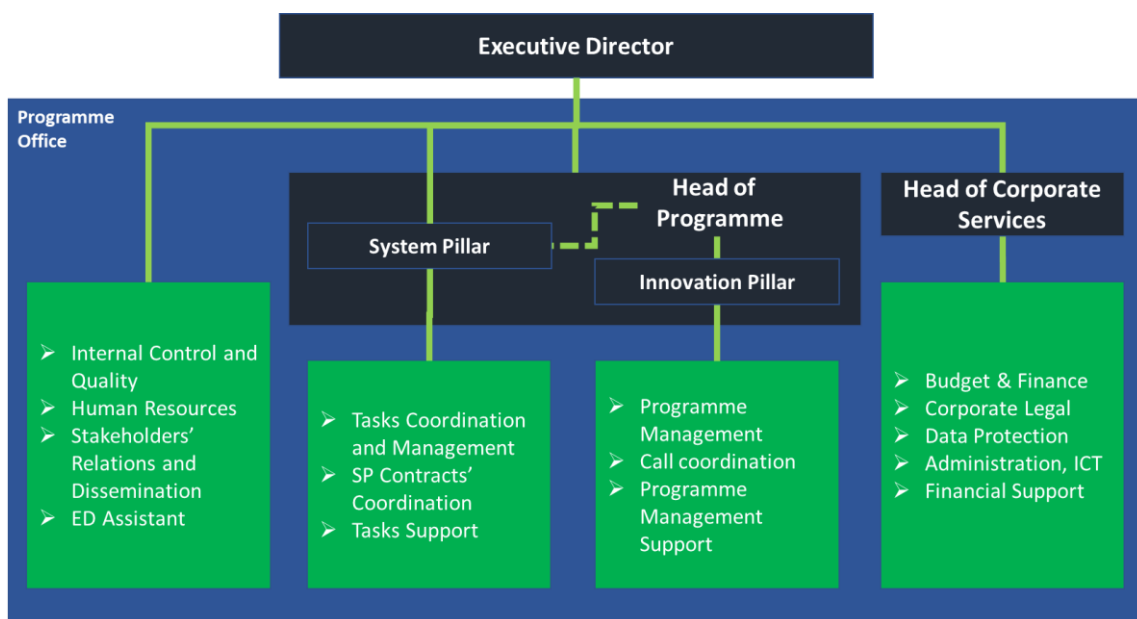 Executive Director
Programme
Office
Head of
Programme
Head of Corporate
Services
System Pillar
Innovation Pillar
➢ Internal Control and
Quality
➢ Human Resources
➢ Stakeholders’
Relations and
Dissemination
➢ ED Assistant
➢ Tasks Coordination
and Management
➢ SP Contracts’
Coordination
➢ Tasks Support
➢ Programme
Management
➢ Call coordination
➢ Programme
Management
Support
➢ Budget & Finance
➢ Corporate Legal
➢ Data Protection
➢ Administration, ICT
➢ Financial Support